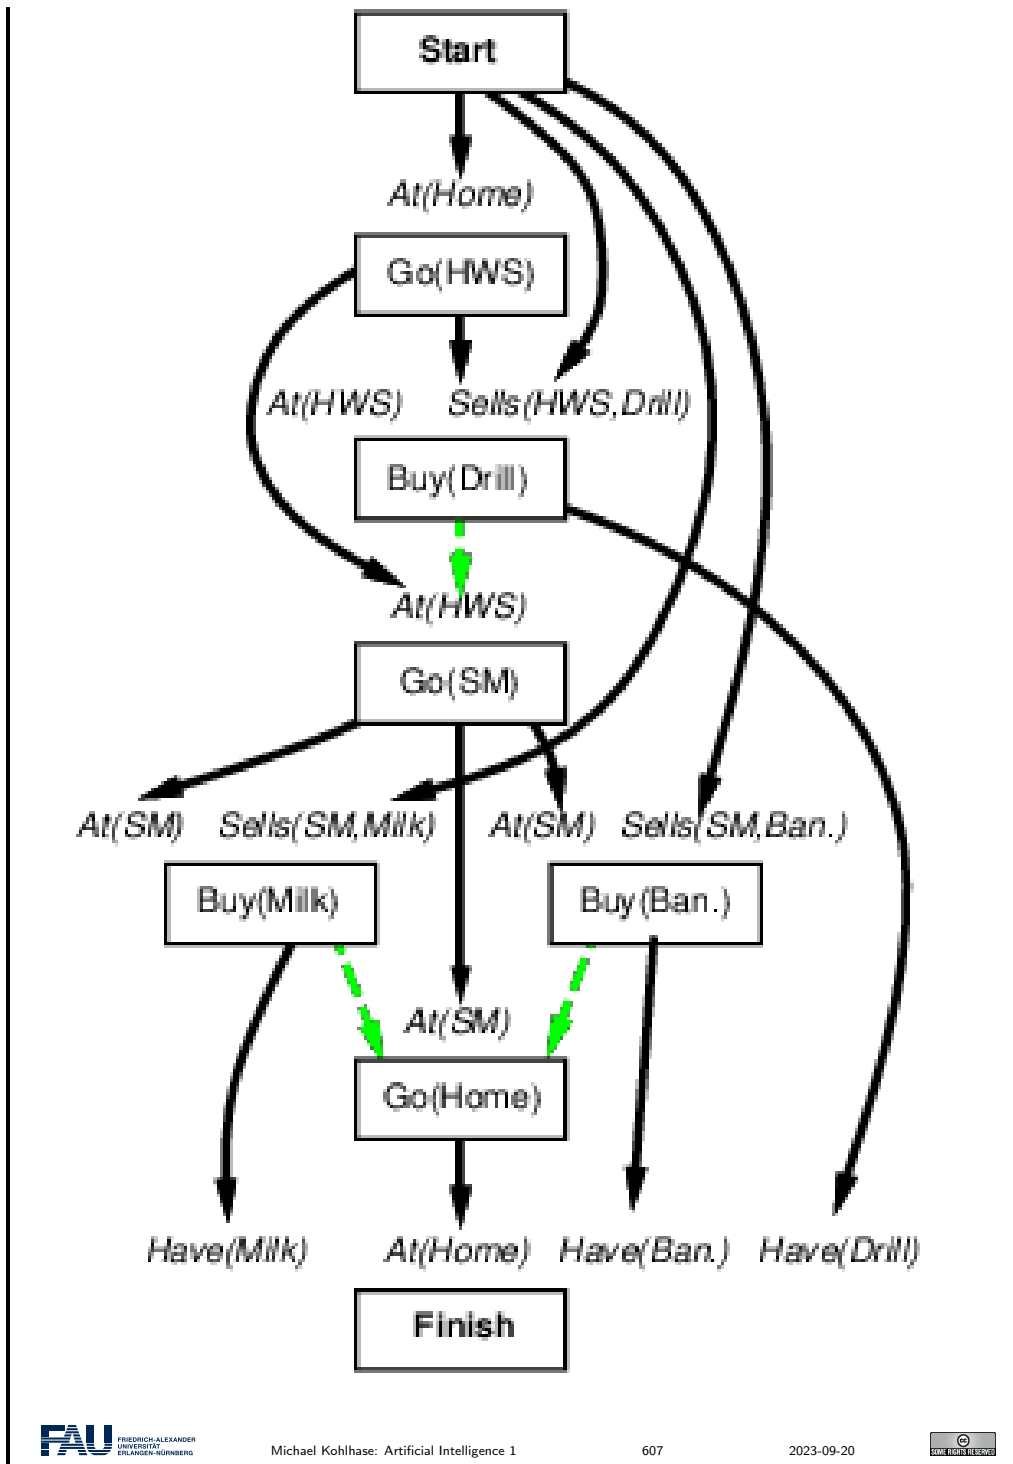 Start
At(Home)
Go(HWS)
At(HWS) Sells(HWS,Drill)
Buy(Drill)
At(HWS)
Go(SM)
At(SM) Sells(SM,Milk) At(SM) Sells(SM,Ban.)
Buy(Milk) Buy(Ban.)
At(SM)
Go(Home)
Have(Milk) At(Home) Have(Ban.) Have(Drill)
Finish
FAU FRIEDRICH-ALEXANDER
UNIVERSITÄT
ERLANGEN-NÜRNBERG
Michael Kohlhase: Artificial Intelligence 1 607 2023-09-20
cc
SOME RIGHTS RESERVED